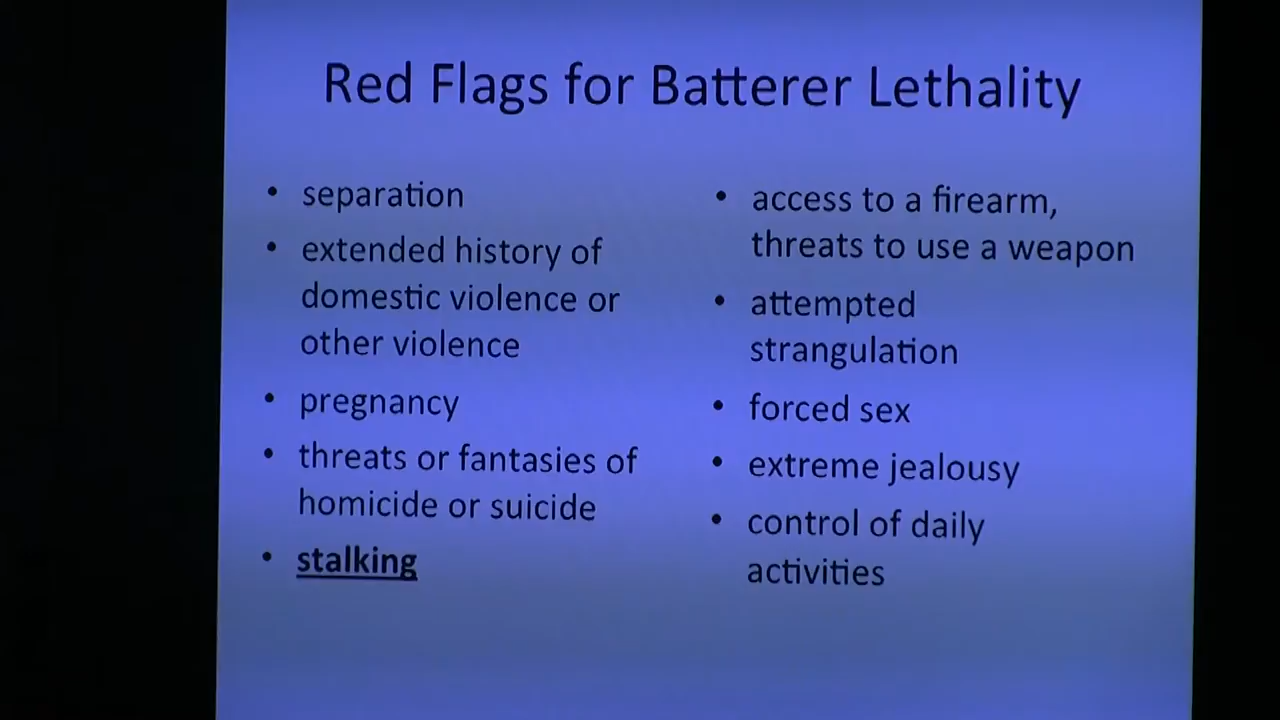 Red Flags for Batterer Lethality
• separation
• extended history of
domestic violence or
other violence
• pregnancy
• threats or fantasies of
homicide or suicide
• stalking
• access to a firearm,
threats to use a weapon
• attempted
strangulation
• forced sex
• extreme jealousy
• control of daily
activities